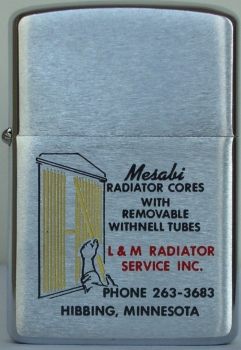 Mesabi
RADIATOR CORES
WITH
REMOVABLE
WITHNELL TUBES
L & M RADIATOR
SERVICE INC.
PHONE 263-3683
HIBBING, MINNESOTA